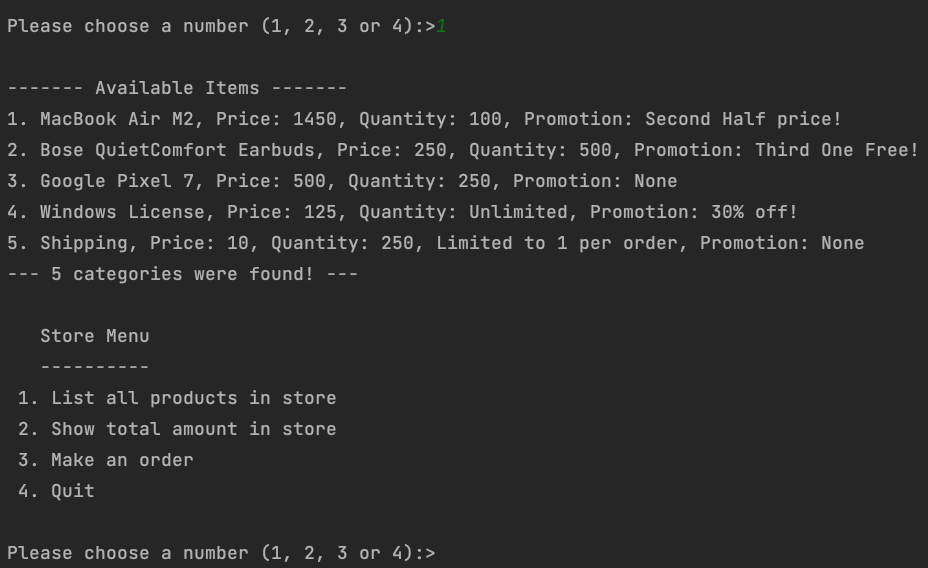 Please choose a number (1, 2, 3 or 4):>1
------- Available Items -------
1. MacBook Air M2, Price: 1450, Quantity: 100, Promotion: Second Half price!
2. Bose QuietComfort Earbuds, Price: 250, Quantity: 500, Promotion: Third One Free!
3. Google Pixel 7, Price: 500, Quantity: 250, Promotion: None
4. Windows License, Price: 125, Quantity: Unlimited, Promotion: 30% off!
5. Shipping, Price: 10, Quantity: 250, Limited to 1 per order, Promotion: None
--- 5 categories were found! ---
Store Menu
----------
1. List all products in store
2. Show total amount in store
3. Make an order
4. Quit
Please choose a number (1, 2, 3 or 4):>